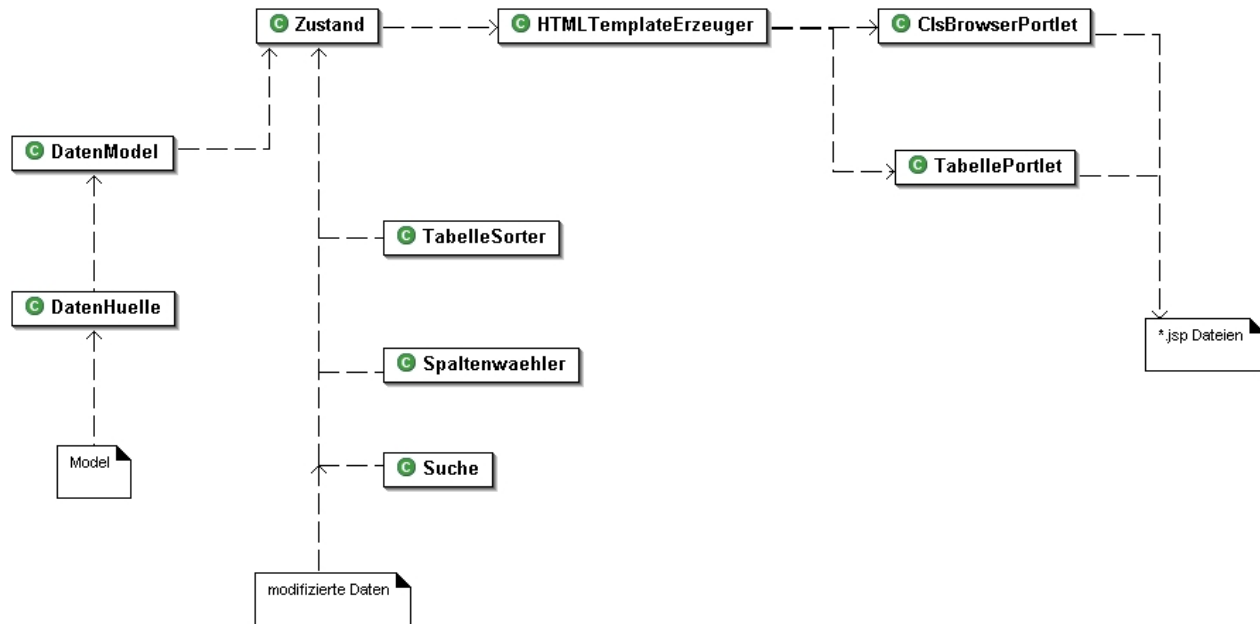 C Zustand
C HTMLTemplateErzeuger
C ClsBrowserPortlet
C DatenModel
C TabellePortlet
C TabelleSorter
C DatenHuelle
*.jsp Dateien
C Spaltenwaehler
Model
C Suche
modifizierte Daten